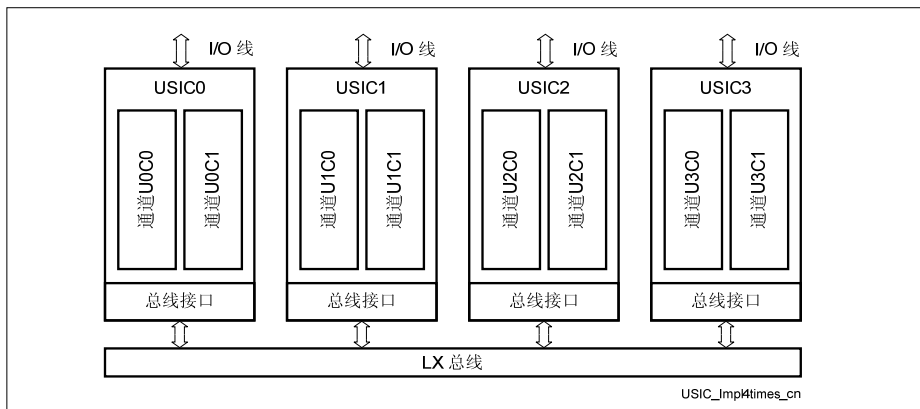 I/O 线 I/O 线 I/O 线 I/O 线
USIC0 USIC1 USIC2 USIC3
通道U0C0 通道U0C1 通道U1C0 通道U1C1 通道U2C0 通道U2C1 通道U3C0 通道U3C1
总线接口 总线接口 总线接口 总线接口
LX 总线
USIC_Impl4times_cn